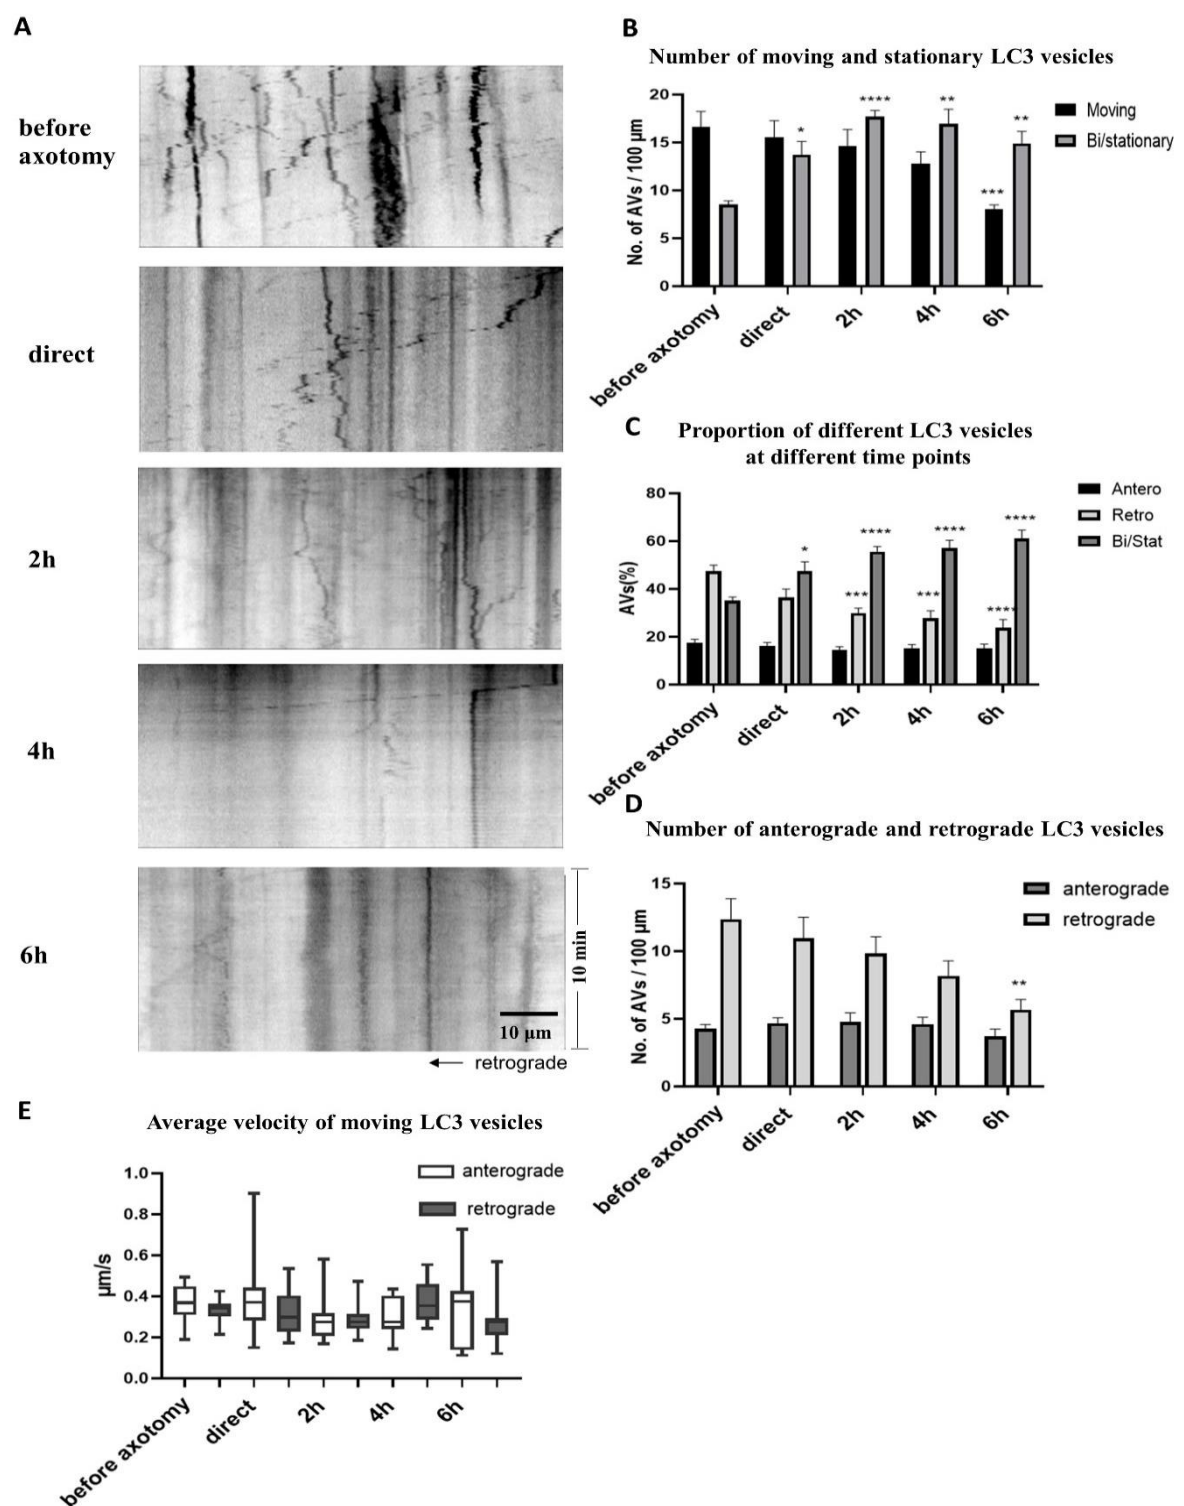 A
before
axotomy
direct
2h
4h
6h
10 min
10 µm
retrograde
B
Number of moving and stationary LC3 vesicles
No. of AVs / 100 µm
20
15
10
5
0
*
****
**
***
**
Moving
Bi/stationary
before axotomy
direct
2h
4h
6h
C
Proportion of different LC3 vesicles
at different time points
AVs(%)
80
60
40
20
0
*
***
****
***
****
****
****
Antero
Retro
Bi/Stat
before axotomy
direct
2h
4h
6h
D
Number of anterograde and retrograde LC3 vesicles
No. of AVs / 100 µm
15
10
5
0
**
anterograde
retrograde
before axotomy
direct
2h
4h
6h
E
Average velocity of moving LC3 vesicles
µm/s
1.0
0.8
0.6
0.4
0.2
0.0
anterograde
retrograde
before axotomy
direct
2h
4h
6h